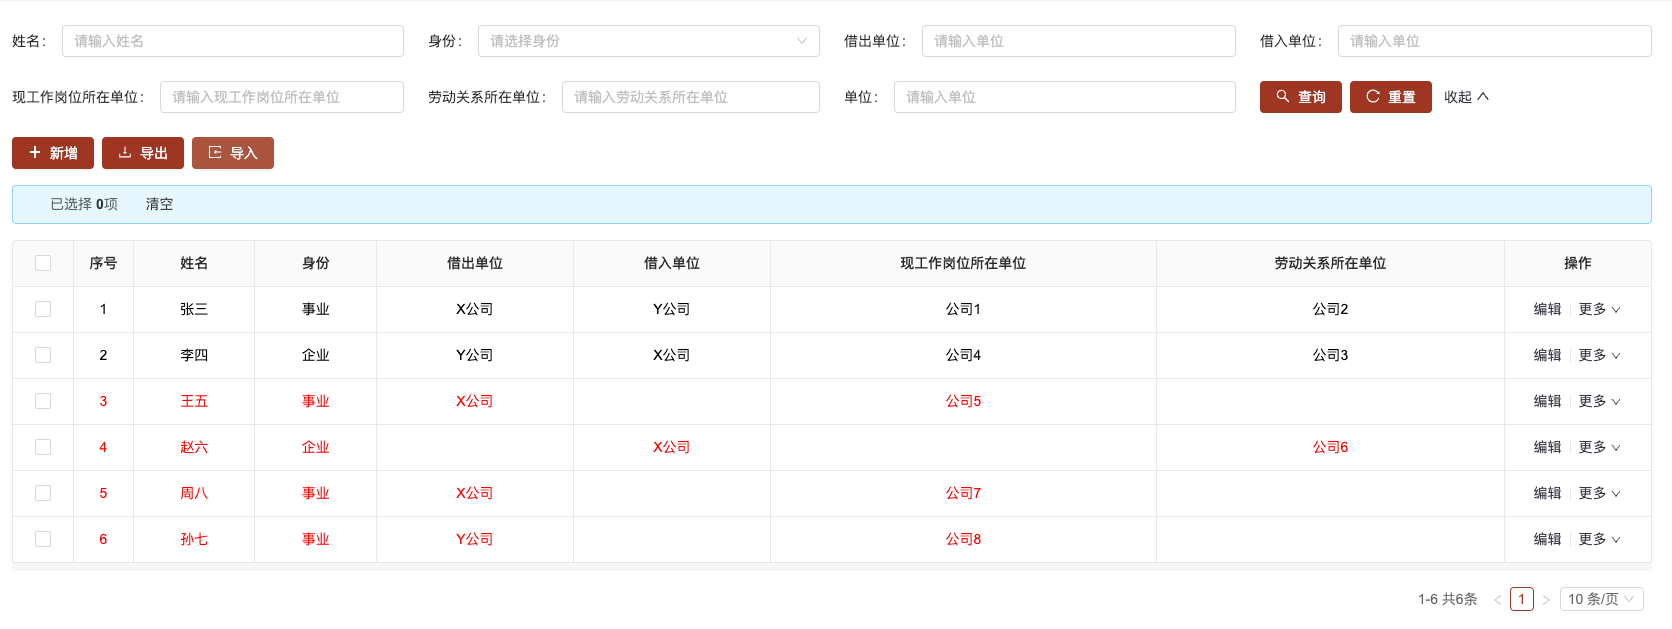 姓名： 请输入姓名 身份： 请选择身份 借出单位： 请输入单位 借入单位： 请输入单位
现工作岗位所在单位： 请输入现工作岗位所在单位 劳动关系所在单位： 请输入劳动关系所在单位 单位： 请输入单位 查询 重置 收起
新增 导出 导入
已选择 0项 清空
序号 姓名 身份 借出单位 借入单位 现工作岗位所在单位 劳动关系所在单位 操作
1 张三 事业 X公司 Y公司 公司1 公司2 编辑 更多
2 李四 企业 Y公司 X公司 公司4 公司3 编辑 更多
3 王五 事业 X公司 公司5 编辑 更多
4 赵六 企业 X公司 公司6 编辑 更多
5 周八 事业 X公司 公司7 编辑 更多
6 孙七 事业 Y公司 公司8 编辑 更多
1-6 共6条 < 1 > 10 条/页